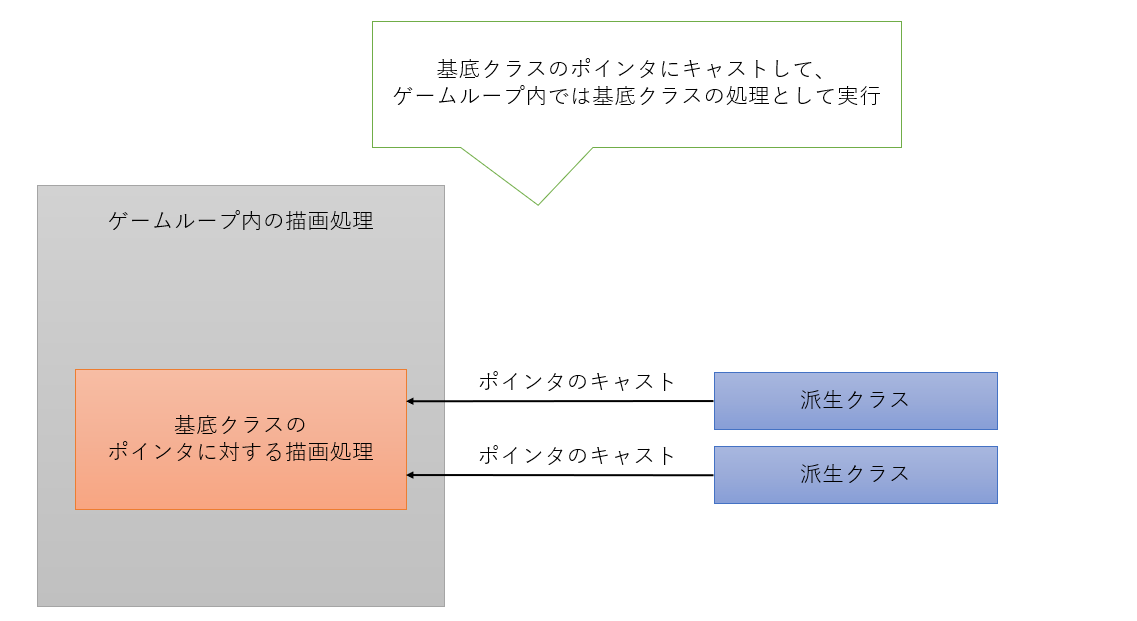 基底クラスのポインタにキャストして、
ゲームループ内では基底クラスの処理として実行
ゲームループ内の描画処理
基底クラスの
ポインタに対する描画処理
ポインタのキャスト
派生クラス
ポインタのキャスト
派生クラス